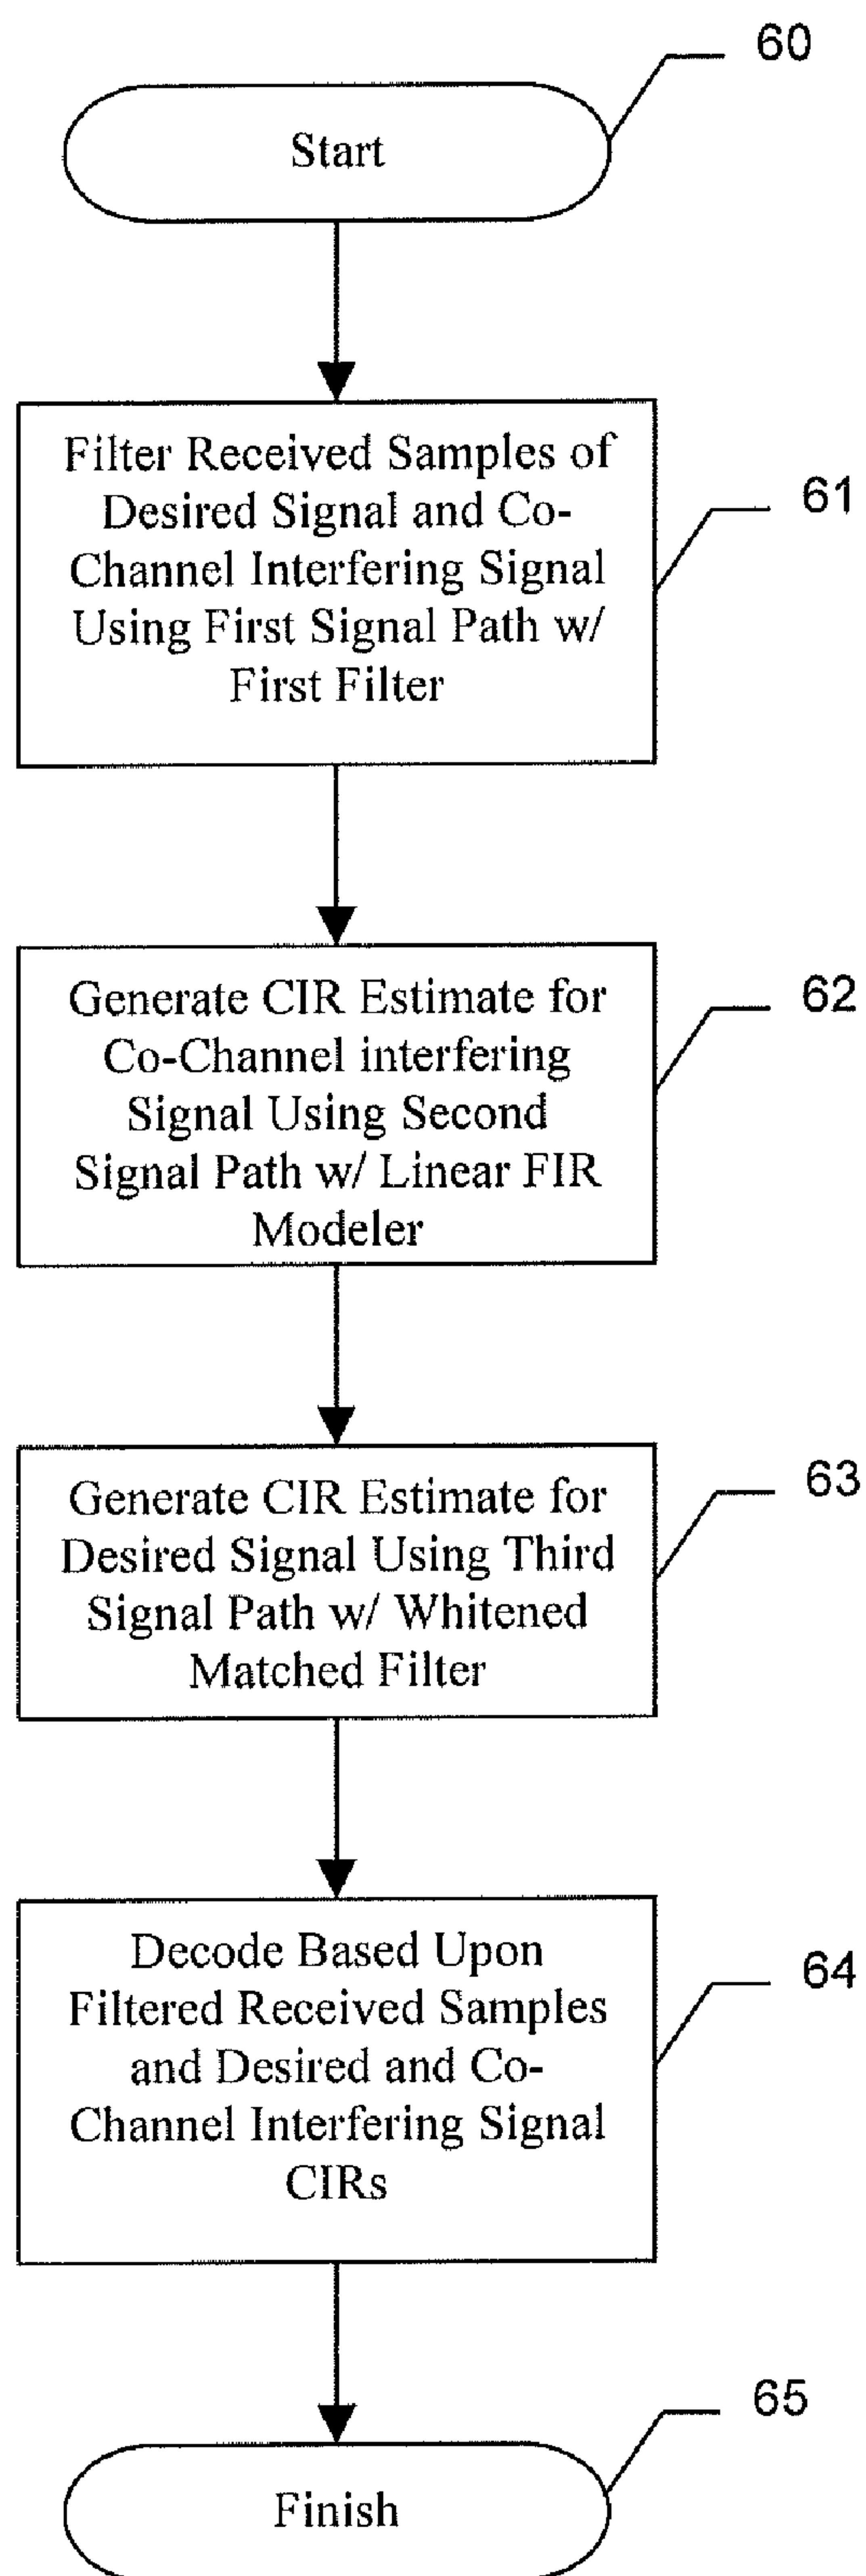 60
Start
Filter Received Samples of
Desired Signal and Co-
Channel Interfering Signal
Using First Signal Path w/
First Filter
61
Generate CIR Estimate for
Co-Channel interfering
Signal Using Second
Signal Path w/ Linear FIR
Modeler
62
Generate CIR Estimate for
Desired Signal Using Third
Signal Path w/ Whitened
Matched Filter
63
Decode Based Upon
Filtered Received Samples
and Desired and Co-
Channel Interfering Signal
CIRs
64
65
Finish